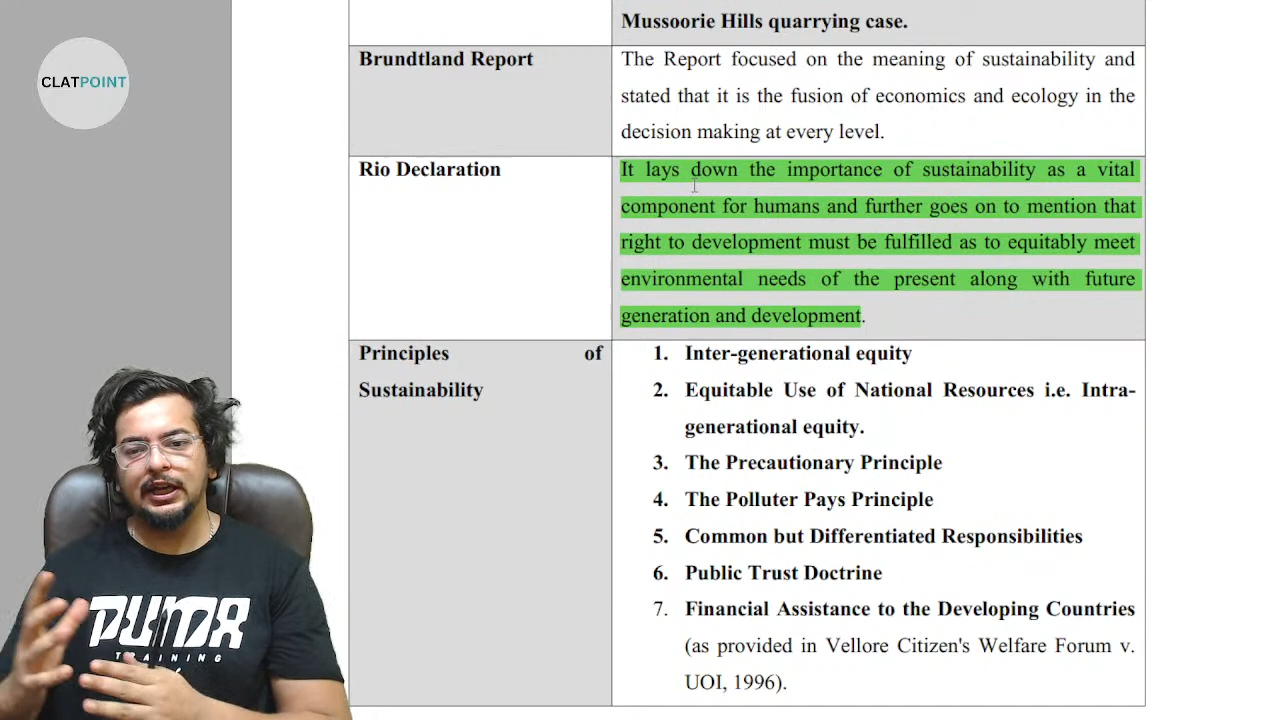 CLATPOINT
Mussoorie Hills quarrying case.
Brundtland Report
The Report focused on the meaning of sustainability and
stated that it is the fusion of economics and ecology in the
decision making at every level.
Rio Declaration
It lays down the importance of sustainability as a vital
component for humans and further goes on to mention that
right to development must be fulfilled as to equitably meet
environmental needs of the present along with future
generation and development.
Principles of
Sustainability
1. Inter-generational equity
2. Equitable Use of National Resources i.e. Intra-
generational equity.
3. The Precautionary Principle
4. The Polluter Pays Principle
5. Common but Differentiated Responsibilities
6. Public Trust Doctrine
7. Financial Assistance to the Developing Countries
(as provided in Vellore Citizen's Welfare Forum v.
UOI, 1996).
PUMA
TRAINING